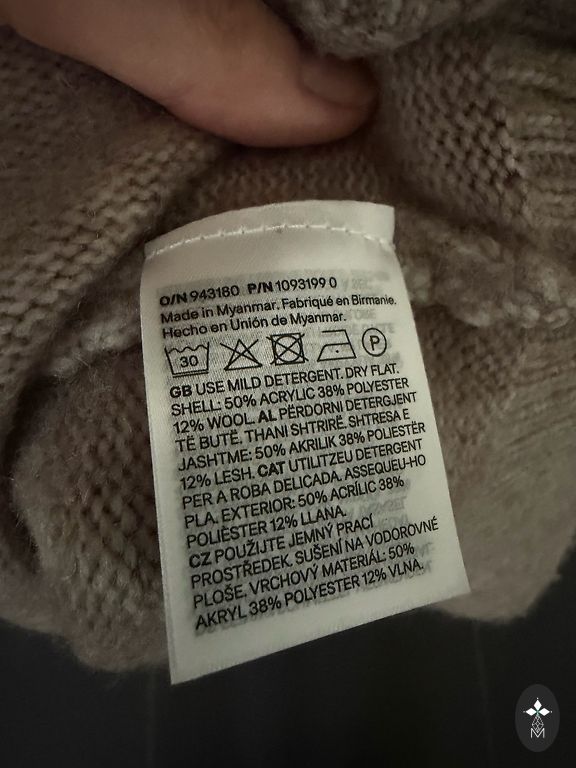 O/N 943180 P/N 1093199 0
Made in Myanmar. Fabriqué en Birmanie.
Hecho en Unión de Myanmar.
30 P
GB USE MILD DETERGENT. DRY FLAT.
SHELL: 50% ACRYLIC 38% POLYESTER
12% WOOL. AL PËRDORNI DETERGJENT
TË BUTË. THANI SHTRIRË. SHTRESA E
JASHTME: 50% AKRILIK 38% POLIESTËR
12% LESH. CAT UTILITZEU DETERGENT
PER A ROBA DELICADA. ASSEQUEU-HO
PLA. EXTERIOR: 50% ACRÍLIC 38%
POLIÈSTER 12% LLANA.
CZ POUŽIJTE JEMNÝ PRACÍ
PROSTŘEDEK. SUŠENÍ NA VODOROVNÉ
PLOŠE. VRCHOVÝ MATERIÁL: 50%
AKRYL 38% POLYESTER 12% VLNA.
M